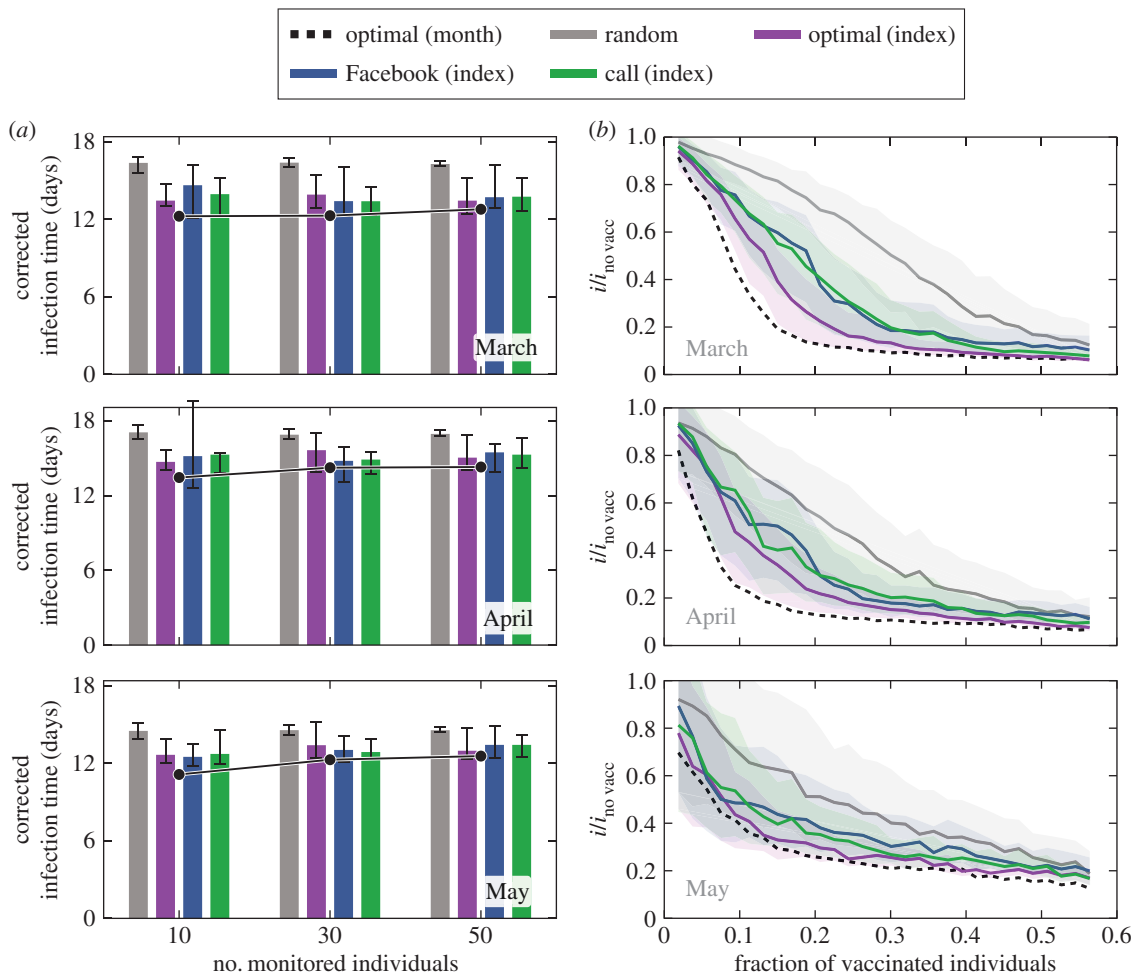 optimal (month) random optimal (index)
Facebook (index) call (index)
(a)
18
12
6
0
corrected
infection time (days)
March
18
12
6
0
corrected
infection time (days)
April
18
12
6
0
corrected
infection time (days)
May
10 30 50
no. monitored individuals
(b)
1.0
0.8
0.6
0.4
0.2
0
i/i no vacc
March
1.0
0.8
0.6
0.4
0.2
0
i/i no vacc
April
1.0
0.8
0.6
0.4
0.2
0
i/i no vacc
May
0.1 0.2 0.3 0.4 0.5 0.6
fraction of vaccinated individuals